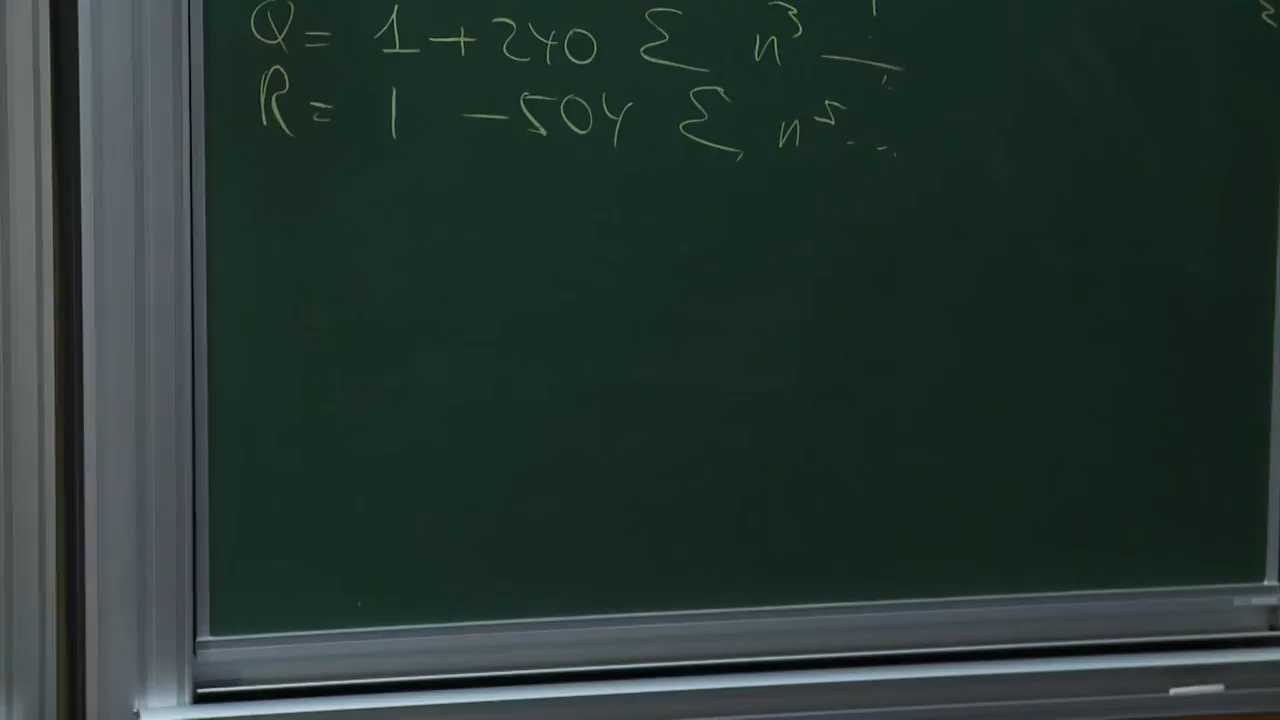 Q = 1 + 240 Σ n³
R = 1 - 504 Σ n⁵ ...